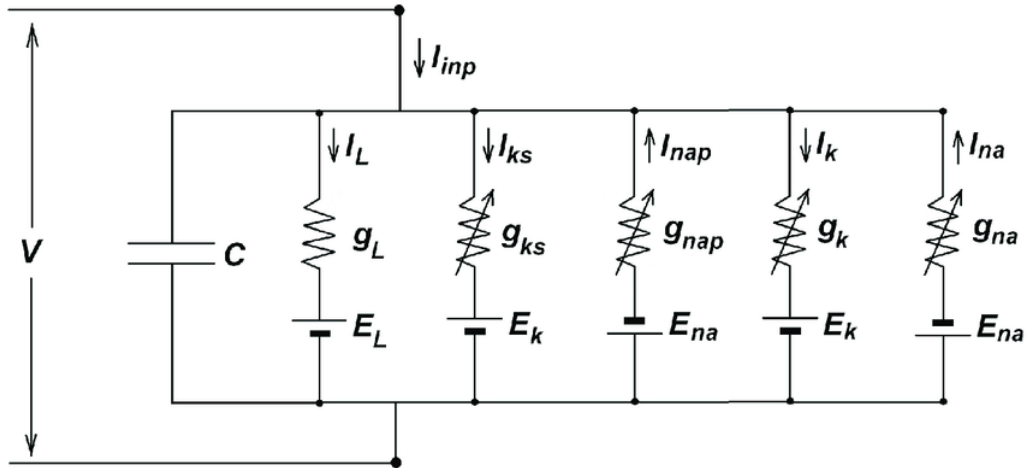 I_inp
I_L I_ks I_nap I_k I_na
V C g_L g_ks g_nap g_k g_na
E_L E_k E_na E_k E_na